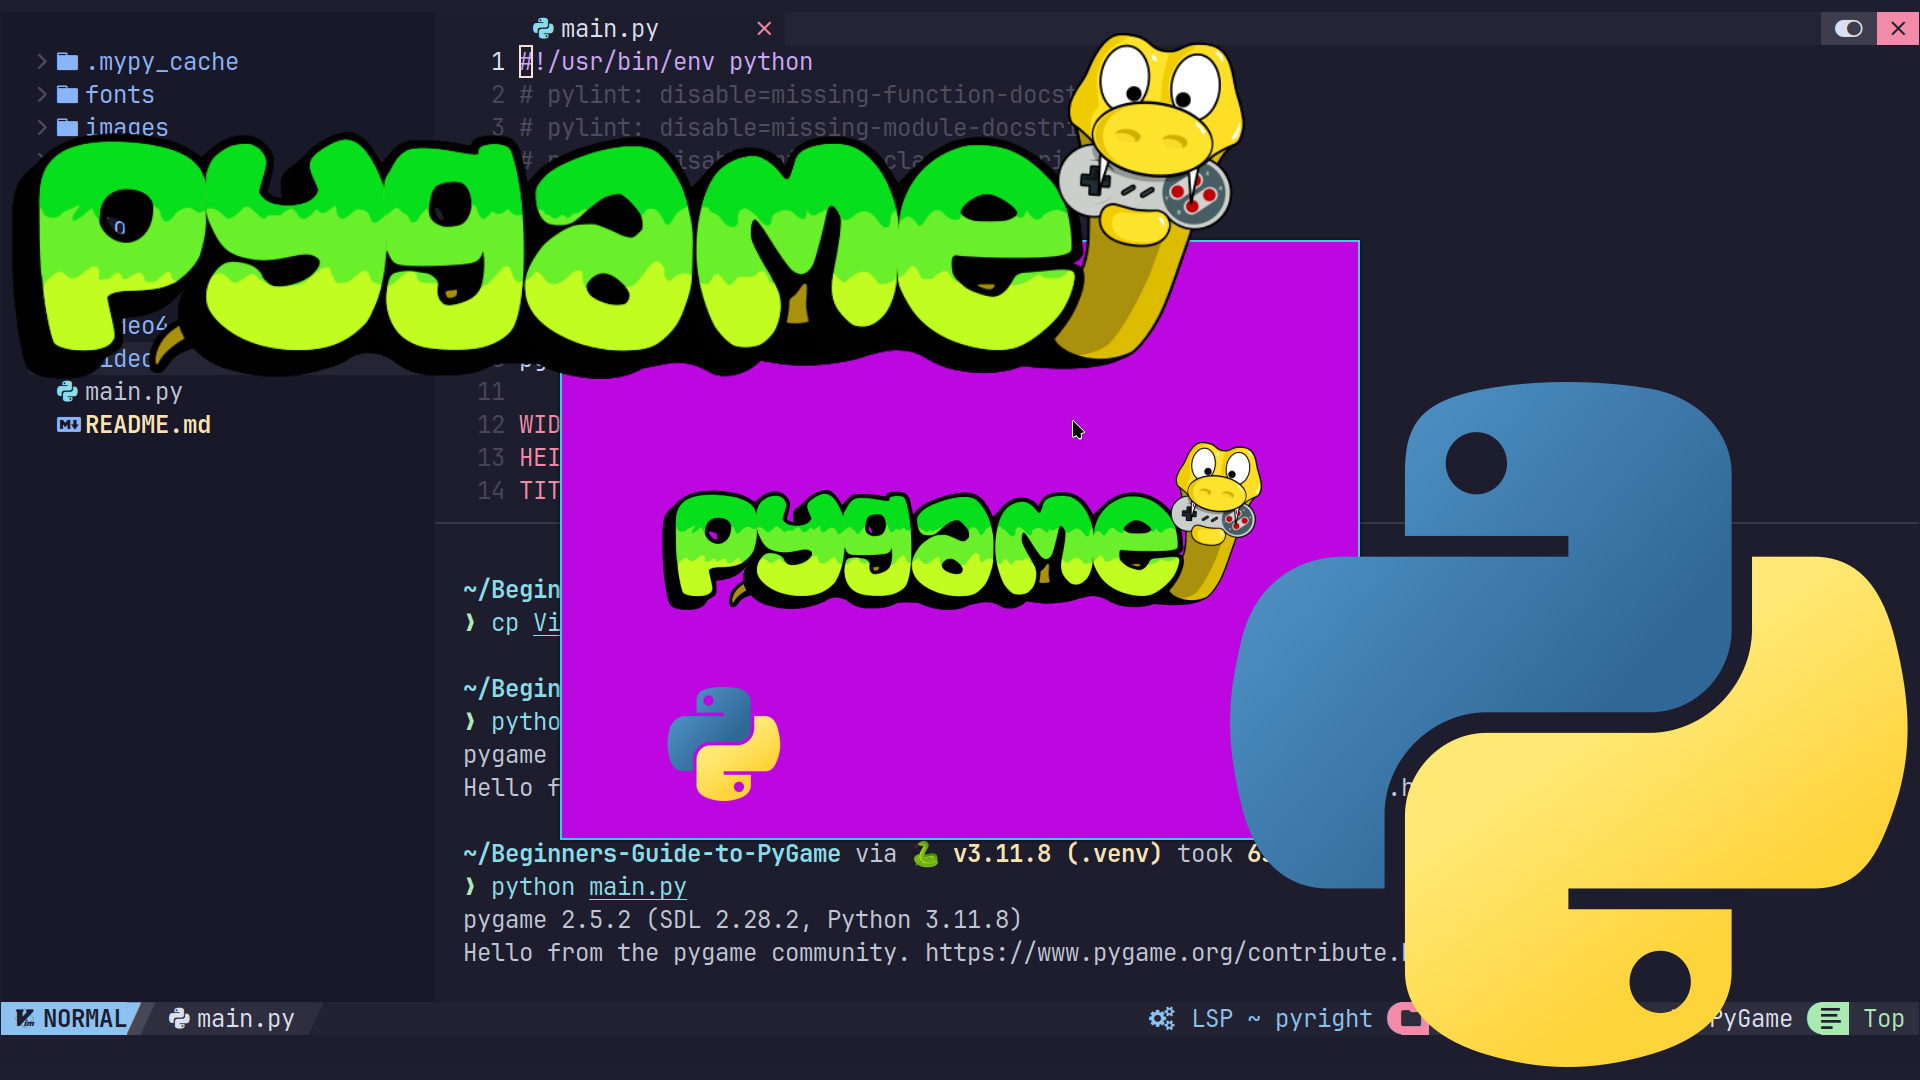 main.py
.mypy_cache
fonts
images
main.py
README.md
1 #!/usr/bin/env python
2 # pylint: disable=missing-function-docst
3 # pylint: disable=missing-module-docstri
#
11
12 WID
13 HEI
14 TIT
pygame
pygame
~/Begin
❯ cp Vi
~/Begin
❯ pytho
pygame
Hello f
~/Beginners-Guide-to-PyGame via v3.11.8 (.venv) took
❯ python main.py
pygame 2.5.2 (SDL 2.28.2, Python 3.11.8)
Hello from the pygame community. https://www.pygame.org/contribute.
NORMAL main.py LSP ~ pyright PyGame Top